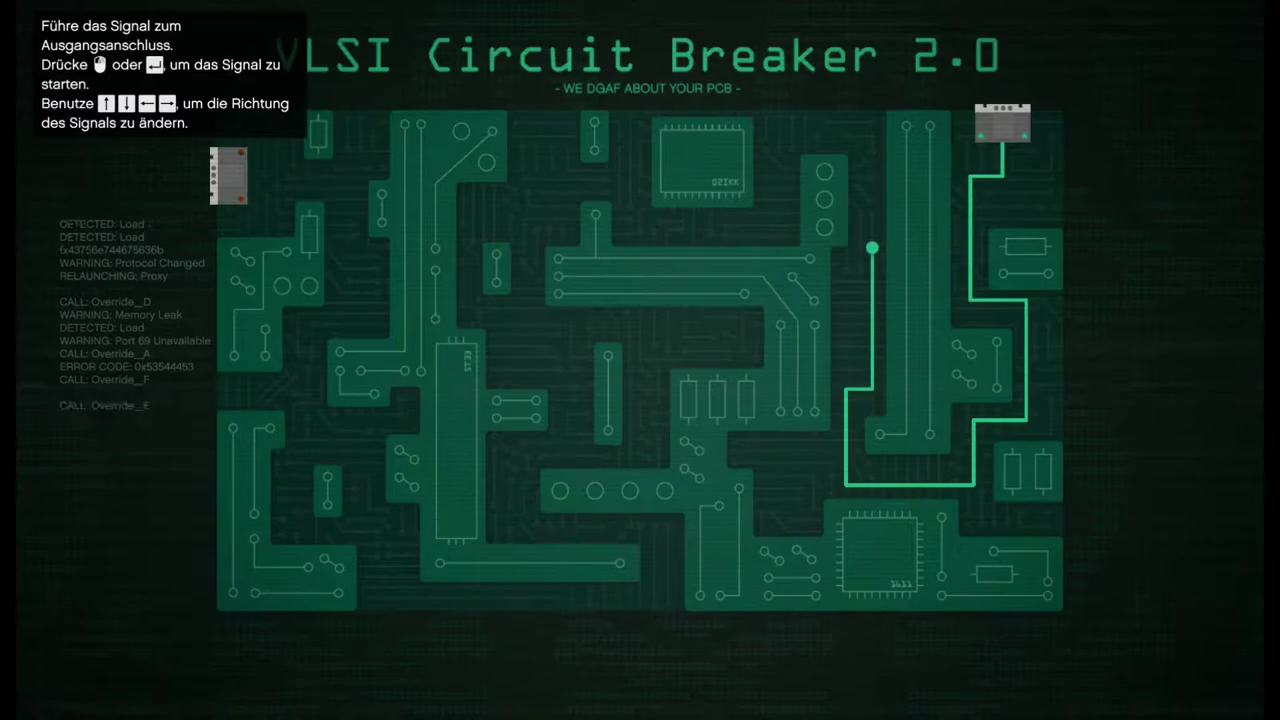 Führe das Signal zum
Ausgangsanschluss.
Drücke oder , um das Signal zu
starten.
Benutze ↑ ↓ ← →, um die Richtung
des Signals zu ändern.
VLSI Circuit Breaker 2.0
- WE DGAF ABOUT YOUR PCB -
DETECTED: Load
DETECTED: Load
fx43756e744675636b
WARNING: Protocol Changed
RELAUNCHING: Proxy
CALL: Override_D
WARNING: Memory Leak
DETECTED: Load
WARNING: Port 69 Unavailable
CALL: Override_A
ERROR CODE: 0x53544453
CALL: Override_F
CALL: Override_E